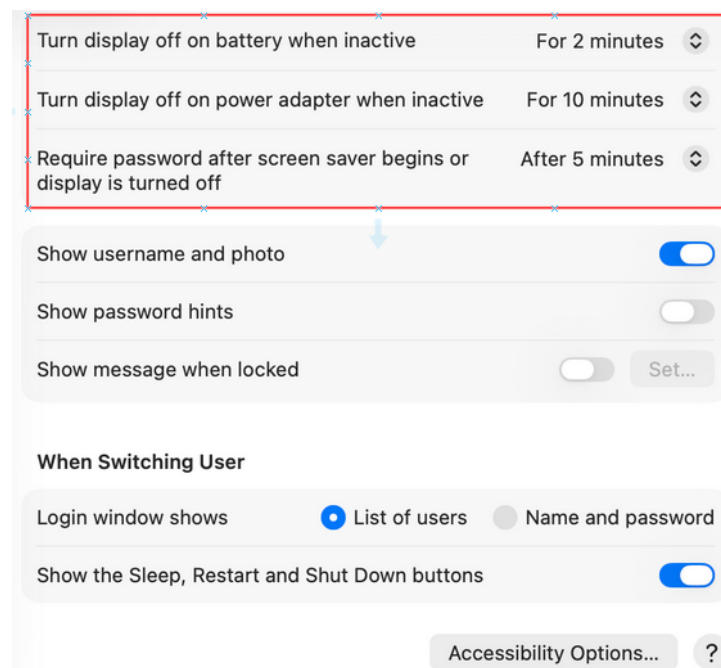 Turn display off on battery when inactive For 2 minutes
Turn display off on power adapter when inactive For 10 minutes
Require password after screen saver begins or After 5 minutes
display is turned off
Show username and photo
Show password hints
Show message when locked Set...
When Switching User
Login window shows List of users Name and password
Show the Sleep, Restart and Shut Down buttons
Accessibility Options... ?